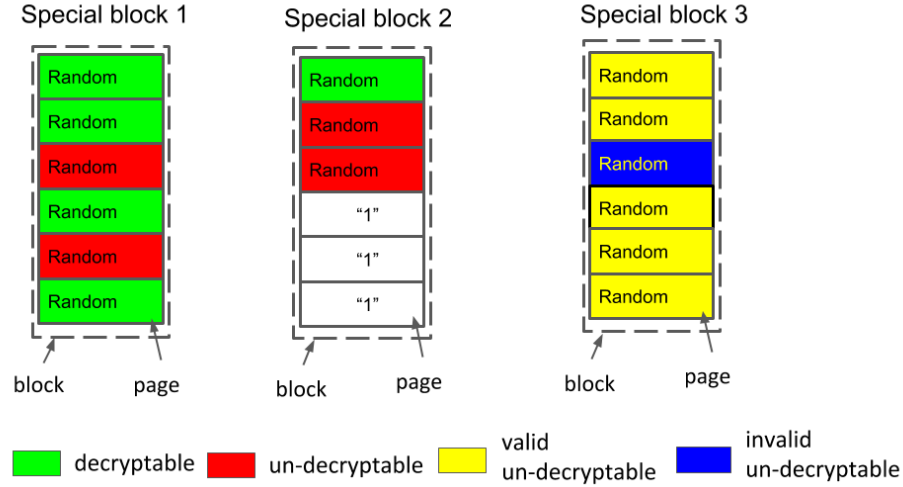 Special block 1
Special block 2
Special block 3
Random
Random
Random
Random
Random
Random
block
page
Random
Random
Random
“1”
“1”
“1”
block
page
Random
Random
Random
Random
Random
Random
block
page
decryptable
un-decryptable
valid
un-decryptable
invalid
un-decryptable